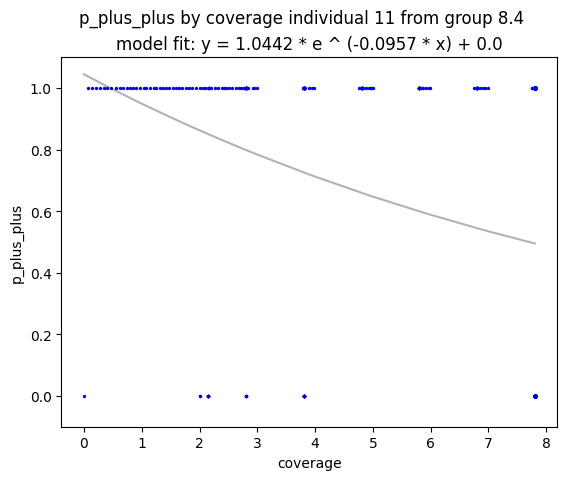 p_plus_plus by coverage individual 11 from group 8.4
model fit: y = 1.0442 * e ^ (-0.0957 * x) + 0.0
1.0
0.8
0.6
0.4
0.2
0.0
p_plus_plus
0 1 2 3 4 5 6 7 8
coverage